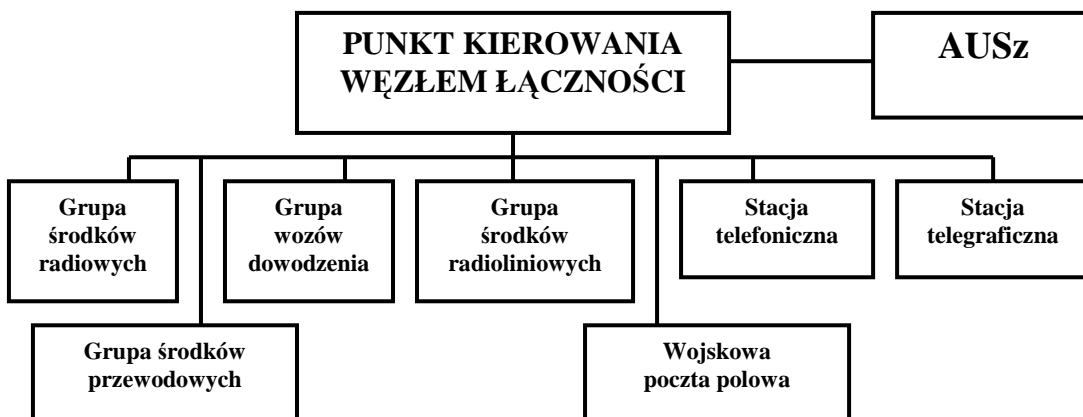 PUNKT KIEROWANIA
WĘZŁEM ŁĄCZNOŚCI
AUSz
Grupa
środków
radiowych
Grupa
wozów
dowodzenia
Grupa
środków
radioliniowych
Stacja
telefoniczna
Stacja
telegraficzna
Grupa środków
przewodowych
Wojskowa
poczta polowa